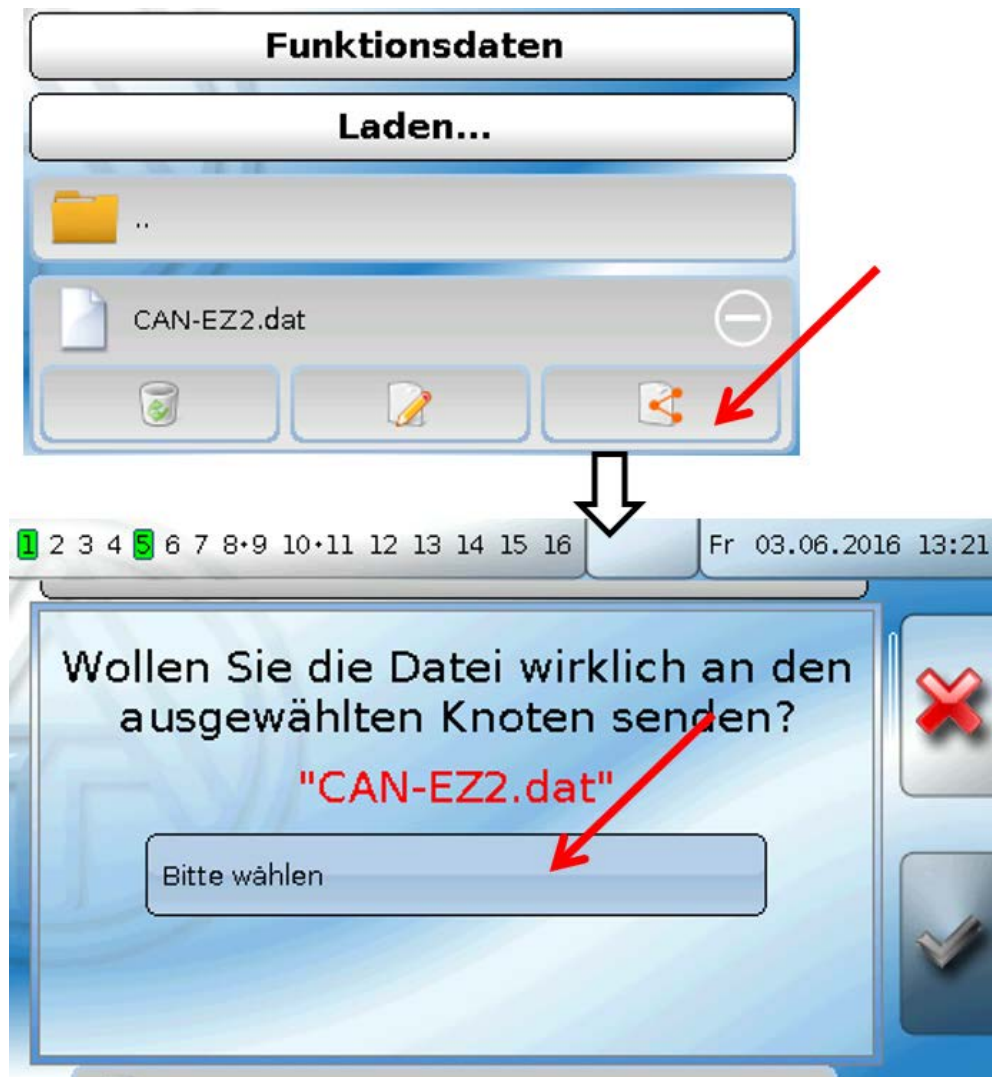 Funktionsdaten
Laden...
..
CAN-EZ2.dat
1 2 3 4 5 6 7 8•9 10•11 12 13 14 15 16 Fr 03.06.2016 13:21
Wollen Sie die Datei wirklich an den
ausgewählten Knoten senden?
"CAN-EZ2.dat"
Bitte wählen